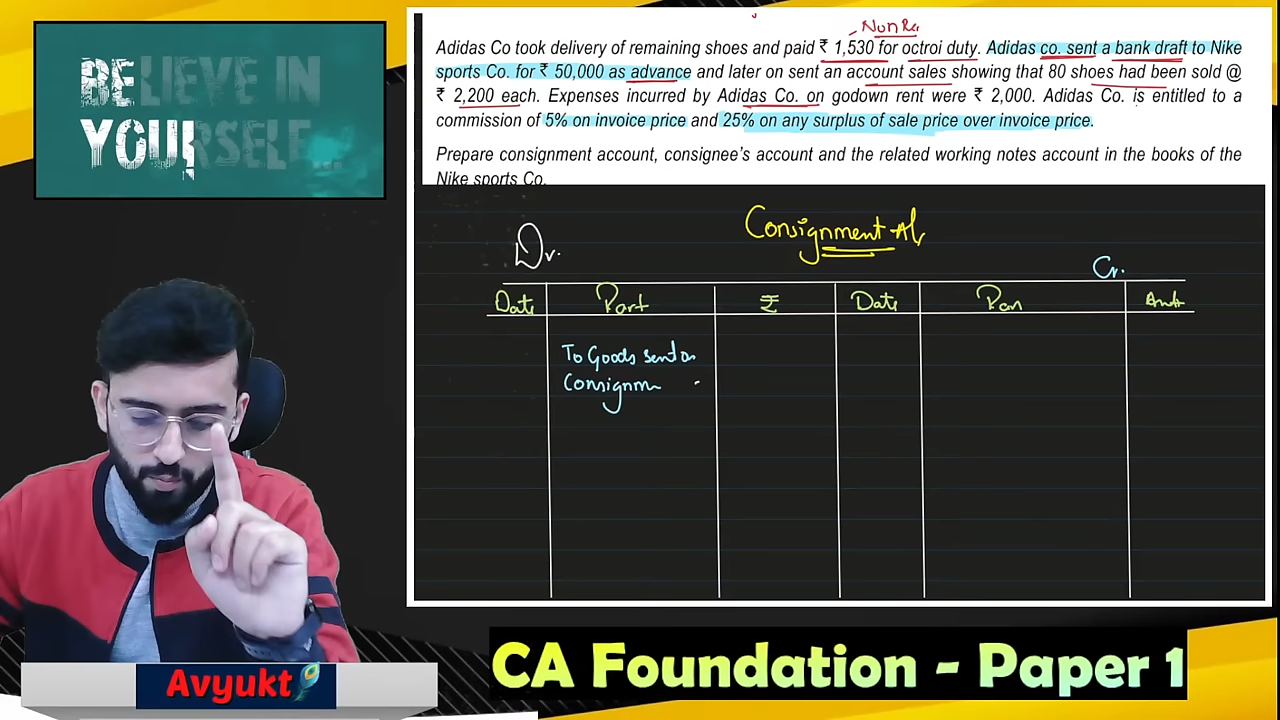 BELIEVE IN
YOURSELF
Non Re
Adidas Co took delivery of remaining shoes and paid ₹ 1,530 for octroi duty. Adidas co. sent a bank draft to Nike
sports Co. for ₹ 50,000 as advance and later on sent an account sales showing that 80 shoes had been sold @
₹ 2,200 each. Expenses incurred by Adidas Co. on godown rent were ₹ 2,000. Adidas Co. is entitled to a
commission of 5% on invoice price and 25% on any surplus of sale price over invoice price.
Prepare consignment account, consignee's account and the related working notes account in the books of the
Nike sports Co.
Consignment A/c
Dr.
Cr.
Date Part ₹ Date Par Amt
To Goods sent on
Consignm
Avyukt
CA Foundation - Paper 1